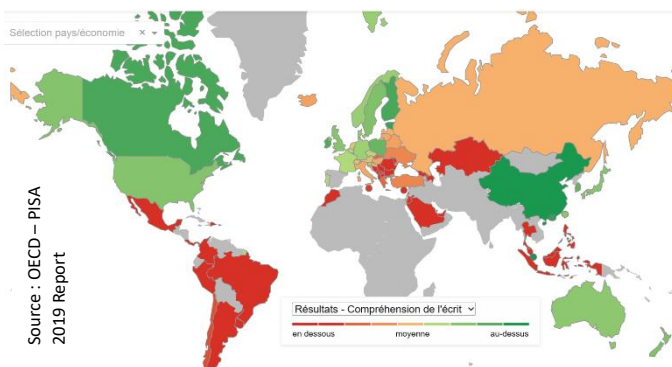 Sélection pays/économie
Source : OECD – PISA
2019 Report
Résultats - Compréhension de l'écrit
en dessous moyenne au-dessus